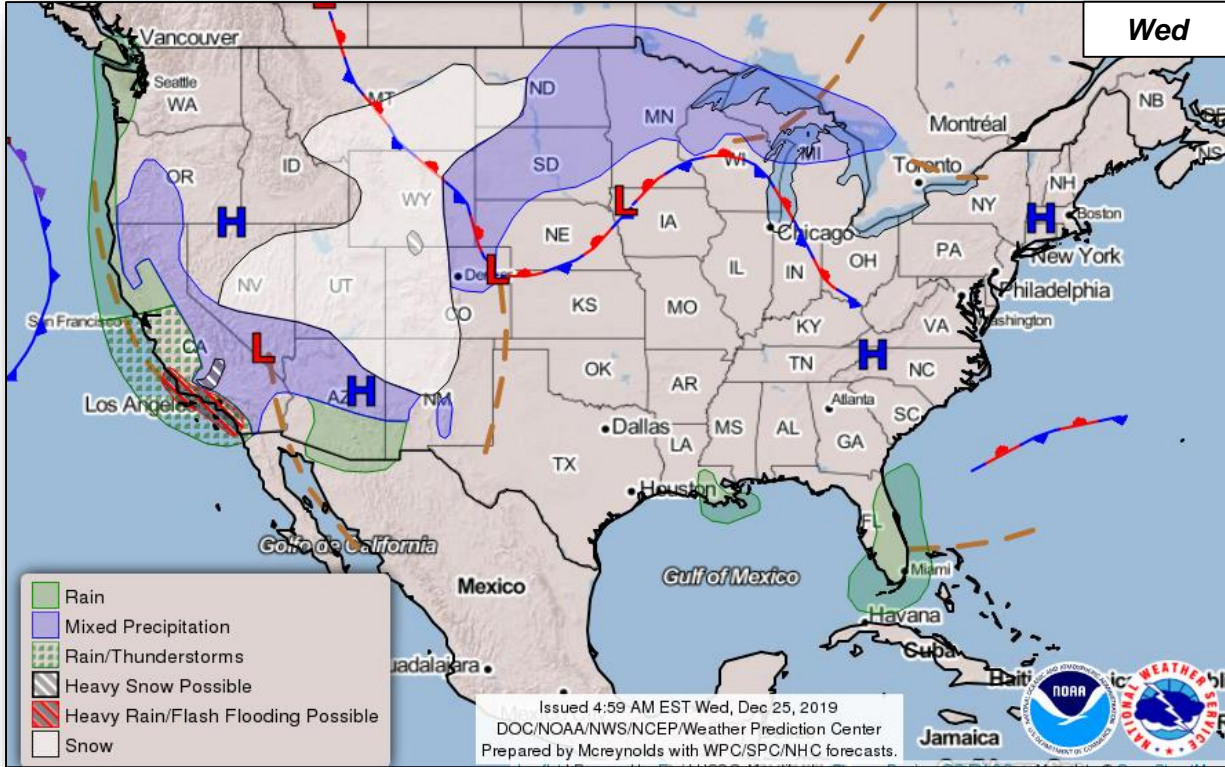 Wed
L
Vancouver
Seattle
WA
MT
ND
MN
NB
Montréal
NS
OR
ID
WY
SD
WI
MI
Toronto
NH
NY
Boston
H
H
L
NE
IA
Chicago
PA
New York
NV
UT
Denver
L
IL
IN
OH
Philadelphia
CO
KS
MO
San Francisco
KY
VA
Washington
CA
L
H
TN
NC
H
AZ
NM
OK
AR
Atlanta
SC
Los Angeles
Dallas
MS
AL
GA
LA
TX
Houston
FL
Golfo de California
Mexico
Gulf of Mexico
Miami
Havana
Cuba
Rain
Mixed Precipitation
Rain/Thunderstorms
Heavy Snow Possible
Heavy Rain/Flash Flooding Possible
Snow
uadalajara
Issued 4:59 AM EST Wed, Dec 25, 2019
DOC/NOAA/NWS/NCEP/Weather Prediction Center
Prepared by Mcreynolds with WPC/SPC/NHC forecasts.
Jamaica
NOAA
NATIONAL WEATHER SERVICE